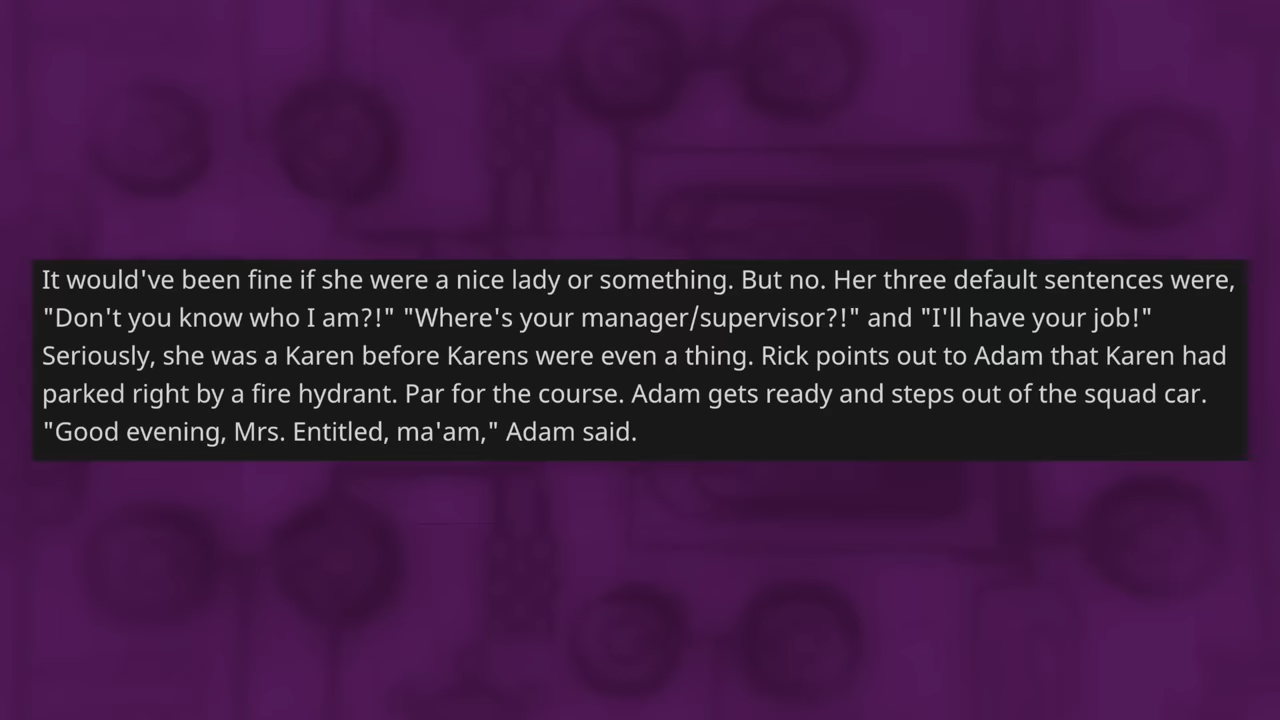 It would've been fine if she were a nice lady or something. But no. Her three default sentences were,
"Don't you know who I am?!" "Where's your manager/supervisor?!" and "I'll have your job!"
Seriously, she was a Karen before Karens were even a thing. Rick points out to Adam that Karen had
parked right by a fire hydrant. Par for the course. Adam gets ready and steps out of the squad car.
"Good evening, Mrs. Entitled, ma'am," Adam said.